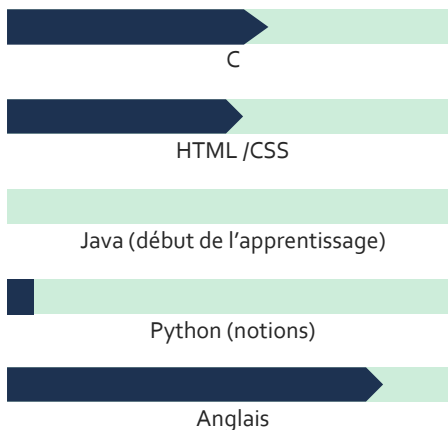 C
HTML /CSS
Java (début de l'apprentissage)
Python (notions)
Anglais